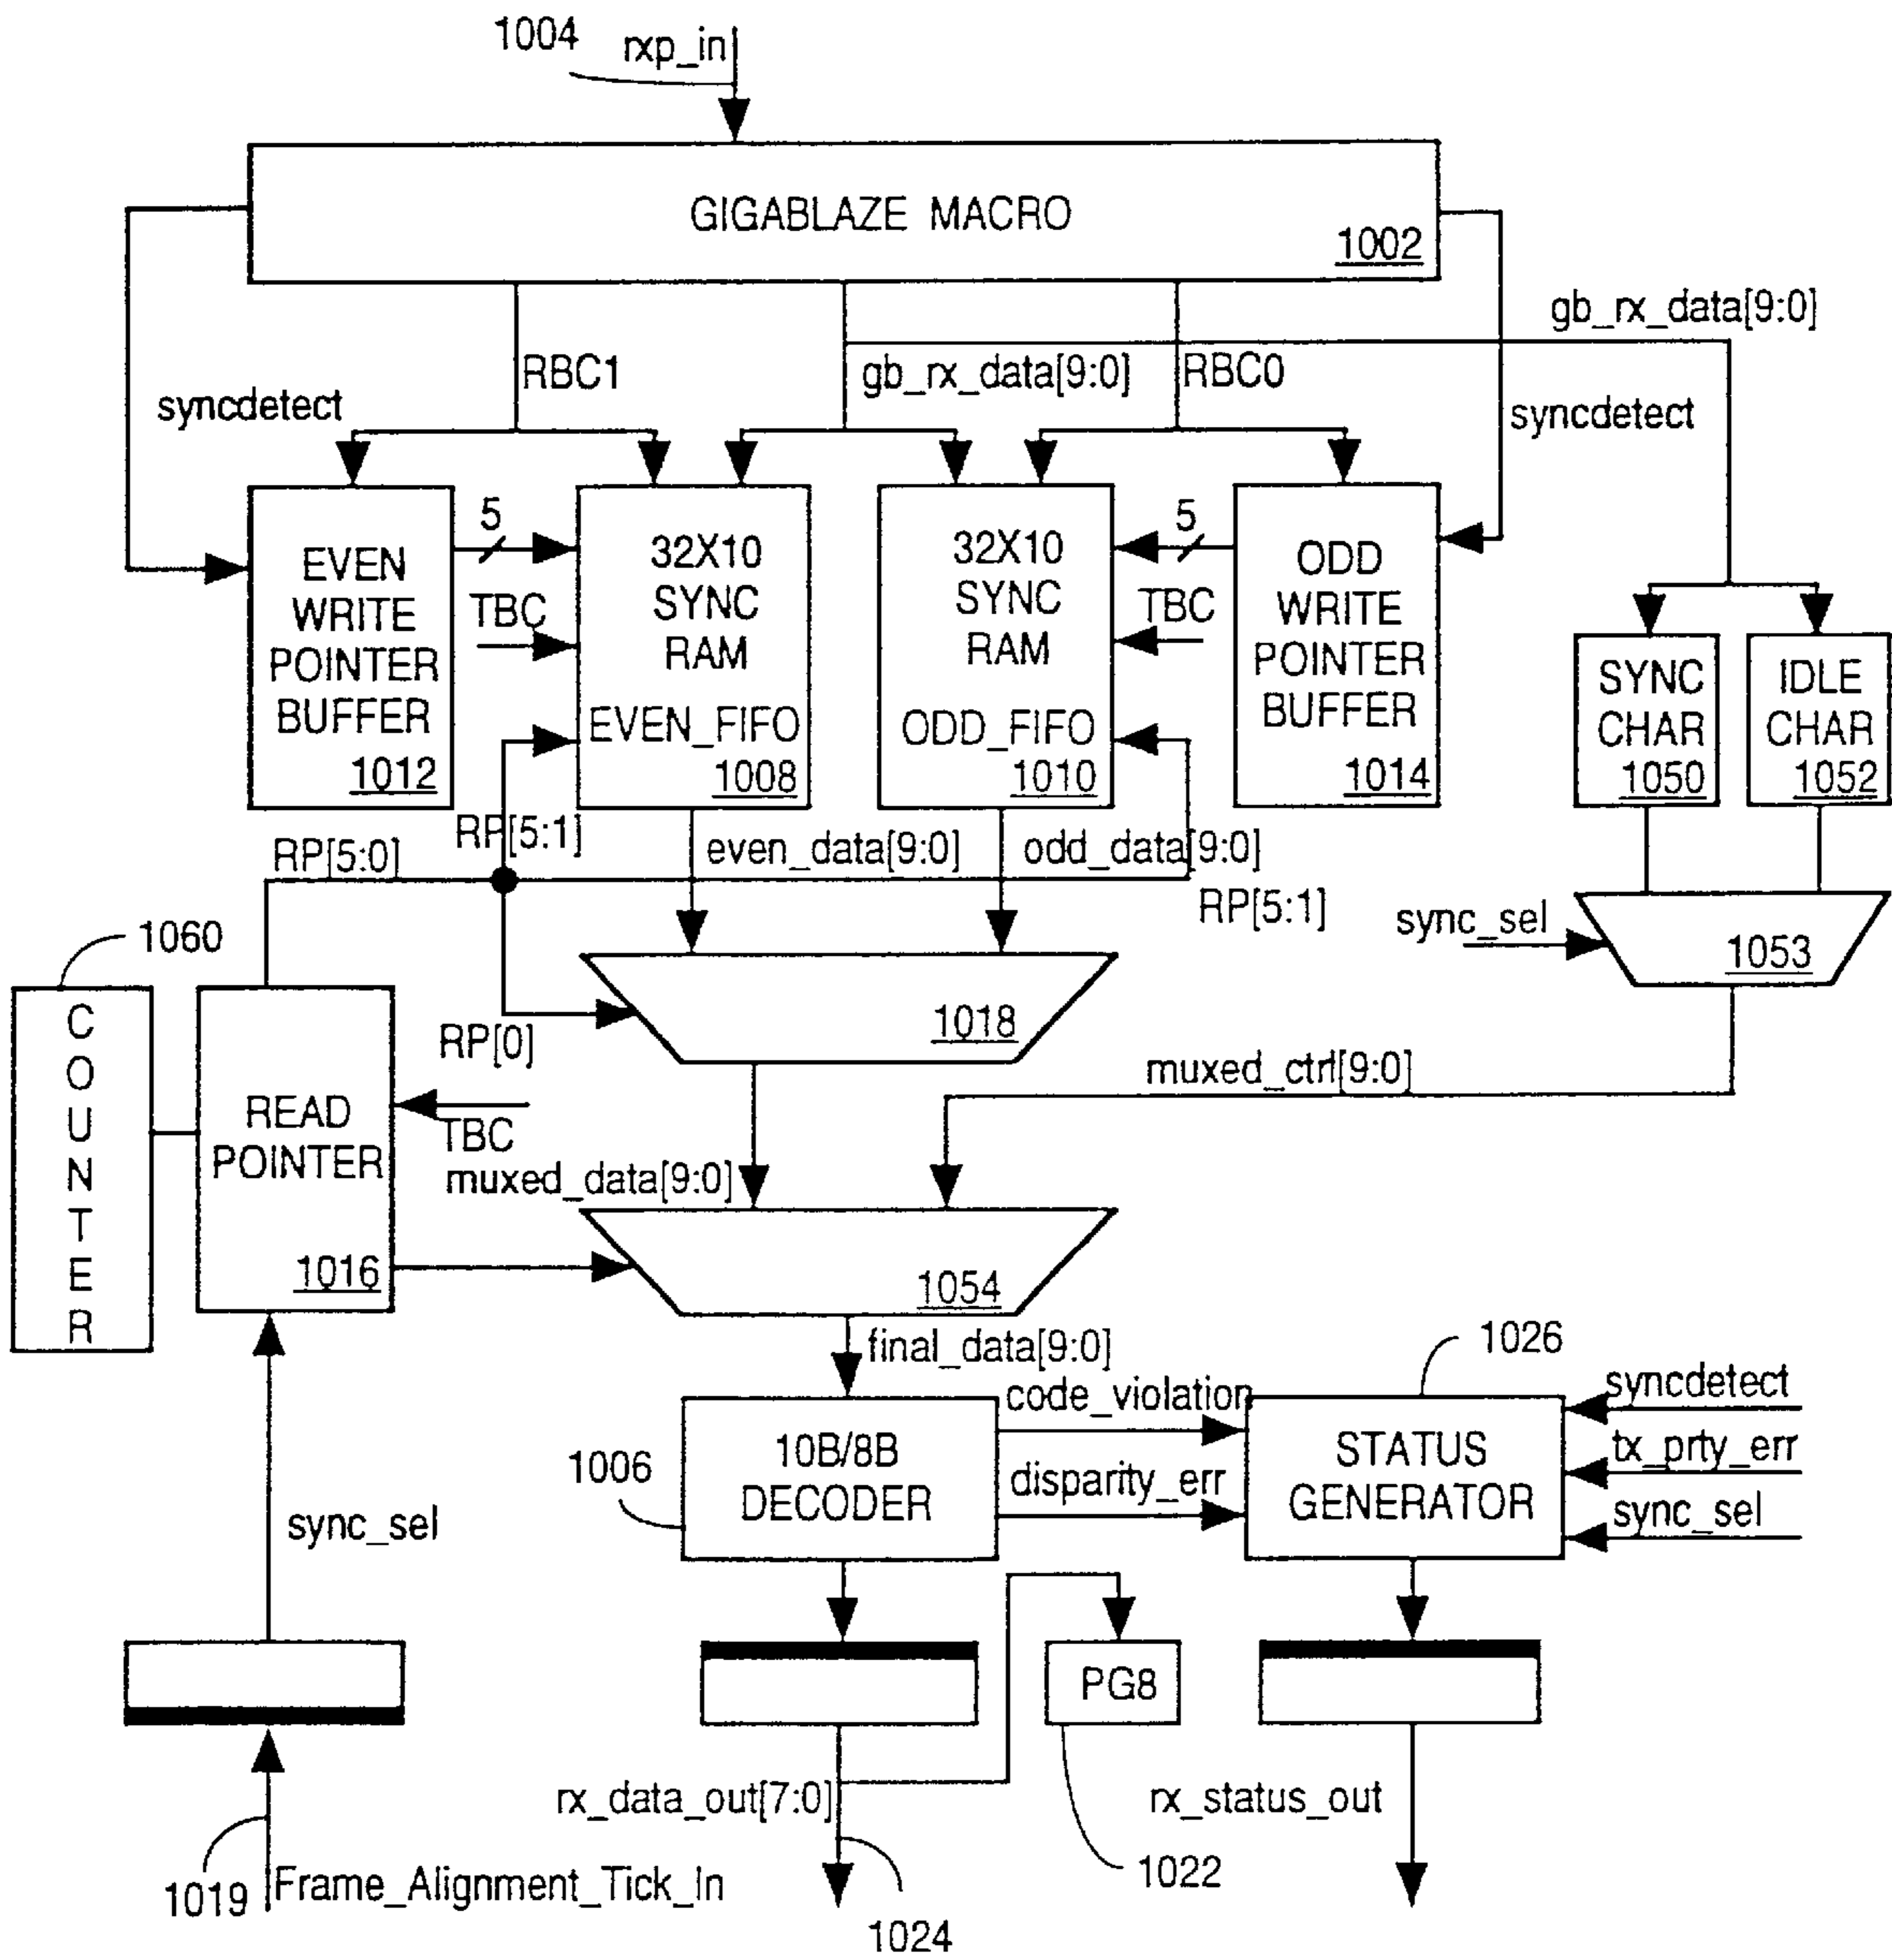 1004
rxp_in
GIGABLAZE MACRO
1002
gb_rx_data[9:0]
RBC1
gb_rx_data[9:0]
RBC0
syncdetect
syncdetect
EVEN
WRITE
POINTER
BUFFER
1012
5
TBC
32X10
SYNC
RAM
EVEN_FIFO
1008
32X10
SYNC
RAM
ODD_FIFO
1010
5
TBC
ODD
WRITE
POINTER
BUFFER
1014
SYNC
CHAR
1050
IDLE
CHAR
1052
RP[5:0]
RP[5:1]
even_data[9:0]
odd_data[9:0]
RP[5:1]
sync_sel
1053
1060
COUNTER
READ
POINTER
1016
RP[0]
TBC
1018
muxed_ctrl[9:0]
muxed_data[9:0]
1054
final_data[9:0]
1026
code_violation
disparity_err
1006
10B/8B
DECODER
STATUS
GENERATOR
syncdetect
tx_prty_err
sync_sel
sync_sel
PG8
rx_data_out[7:0]
rx_status_out
1022
1019
Frame_Alignment_Tick_In
1024